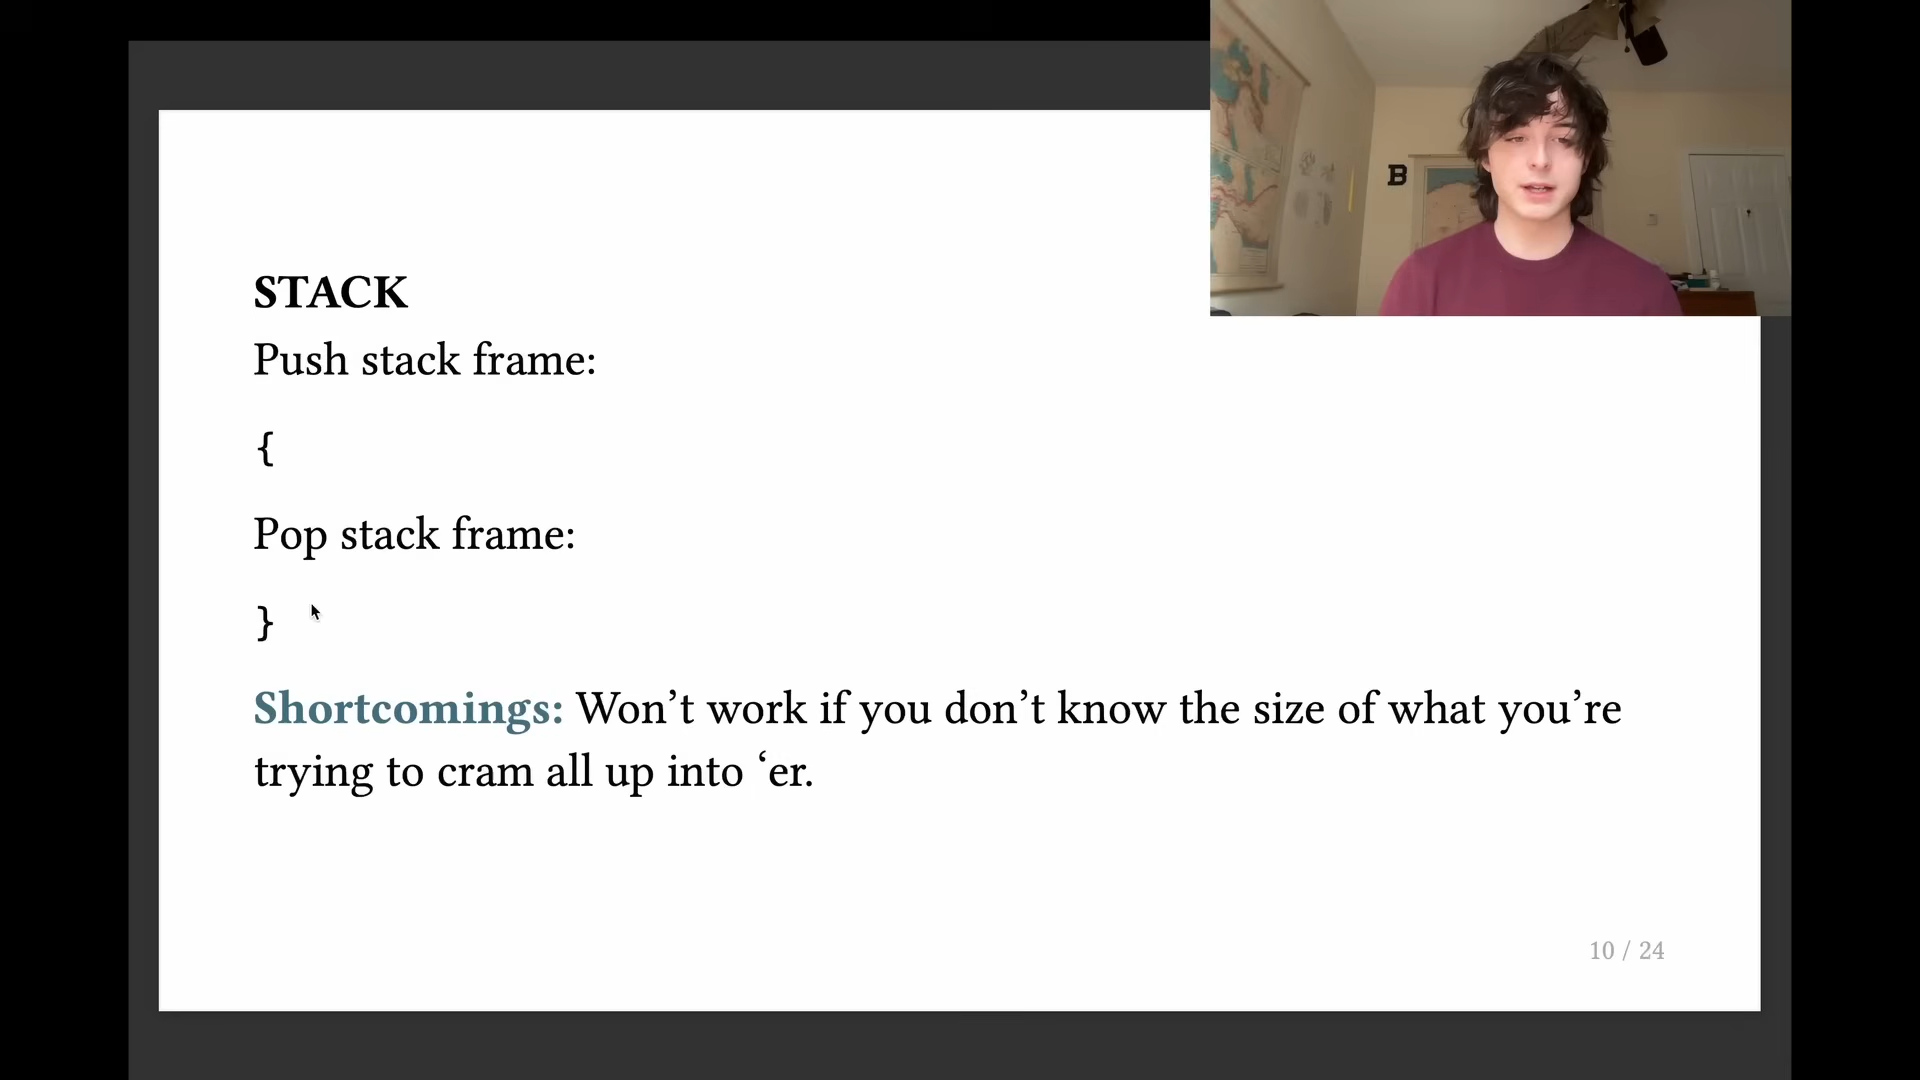 B
STACK
Push stack frame:
{
Pop stack frame:
}
Shortcomings: Won’t work if you don’t know the size of what you’re
trying to cram all up into ‘er.
10 / 24